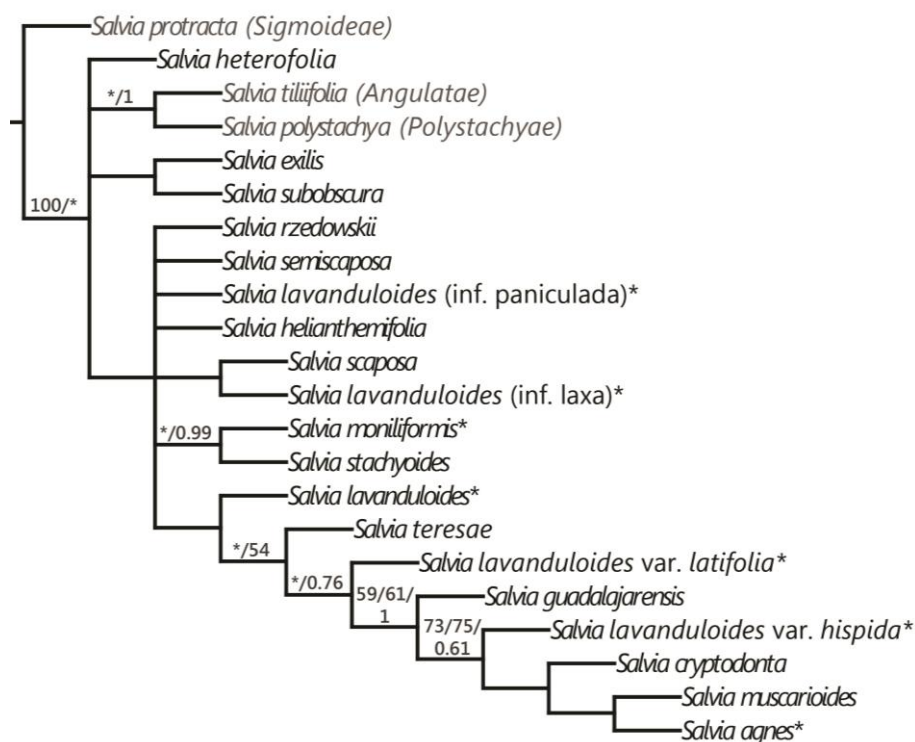 Salvia protracta (Sigmoideae)
Salvia heterofolia
*/1
Salvia tiliifolia (Angulatae)
Salvia polystachya (Polystachyae)
Salvia exilis
Salvia subobscura
100/*
Salvia rzedowskii
Salvia semiscaposa
Salvia lavanduloides (inf. paniculada)*
Salvia helianthemifolia
Salvia scaposa
Salvia lavanduloides (inf. laxa)*
*/0.99
Salvia moniliformis*
Salvia stachyoides
Salvia lavanduloides*
Salvia teresae
*/54
Salvia lavanduloides var. latifolia*
*/0.76
Salvia guadalajarensis
59/61/
1
Salvia lavanduloides var. hispida*
73/75/
0.61
Salvia cryptodonta
Salvia muscarioides
Salvia agnes*